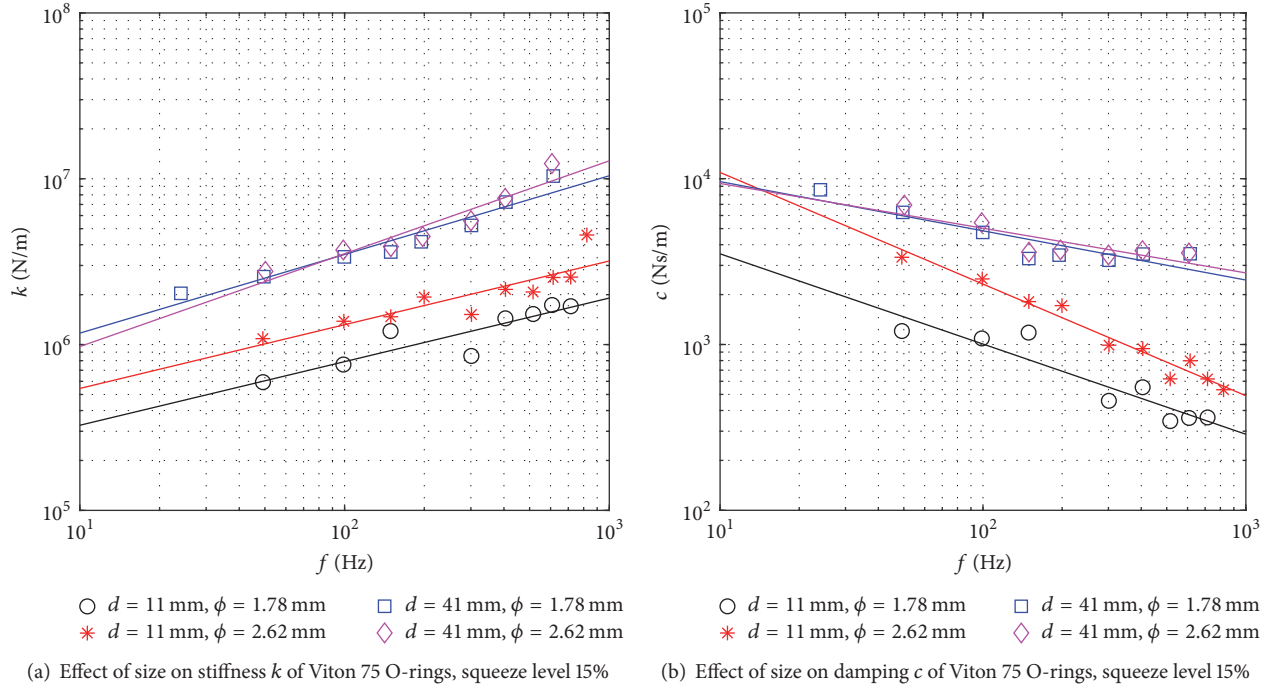 10^8
10^7
10^6
10^5
k (N/m)
10^1
10^2
10^3
f (Hz)
d = 11 mm, ϕ = 1.78 mm
d = 41 mm, ϕ = 1.78 mm
d = 11 mm, ϕ = 2.62 mm
d = 41 mm, ϕ = 2.62 mm
(a) Effect of size on stiffness k of Viton 75 O-rings, squeeze level 15%
10^5
10^4
10^3
10^2
c (Ns/m)
10^1
10^2
10^3
f (Hz)
d = 11 mm, ϕ = 1.78 mm
d = 41 mm, ϕ = 1.78 mm
d = 11 mm, ϕ = 2.62 mm
d = 41 mm, ϕ = 2.62 mm
(b) Effect of size on damping c of Viton 75 O-rings, squeeze level 15%